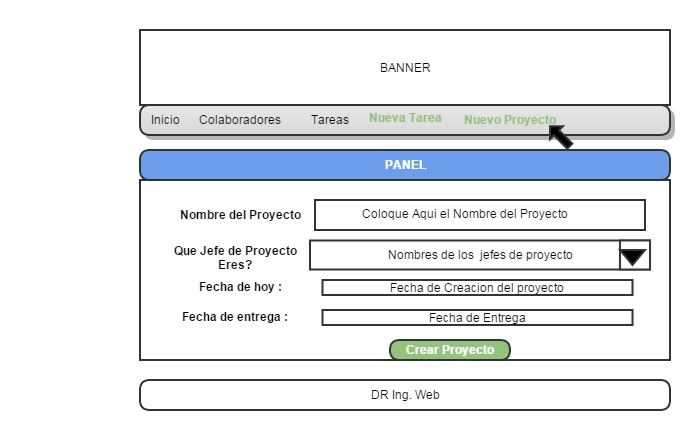 BANNER
Inicio Colaboradores Tareas Nueva Tarea Nuevo Proyecto
PANEL
Nombre del Proyecto Coloque Aqui el Nombre del Proyecto
Que Jefe de Proyecto
Eres?
Nombres de los jefes de proyecto
Fecha de hoy : Fecha de Creacion del proyecto
Fecha de entrega : Fecha de Entrega
Crear Proyecto
DR Ing. Web